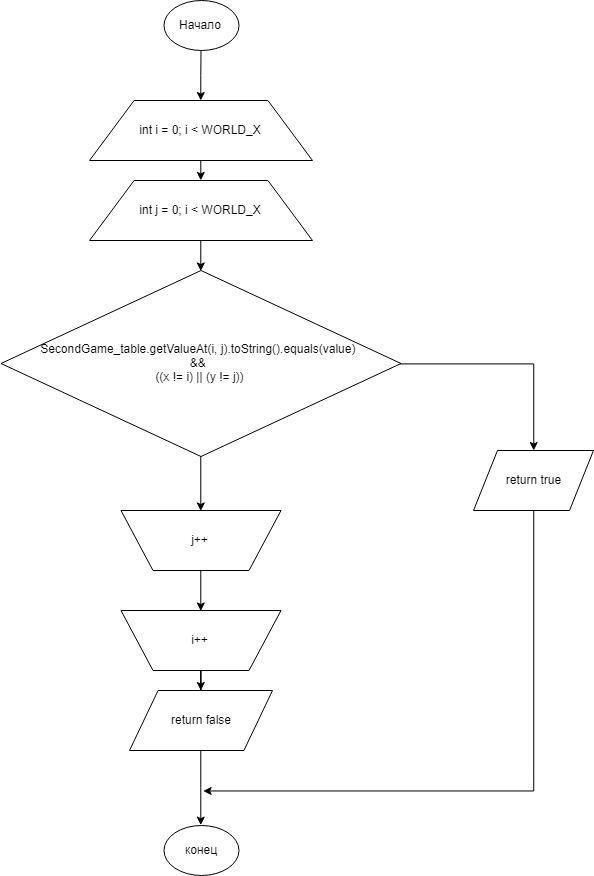 Начало
int i = 0; i < WORLD_X
int j = 0; i < WORLD_X
SecondGame_table.getValueAt(i, j).toString().equals(value)
&&
((x != i) || (y != j))
return true
j++
i++
return false
конец